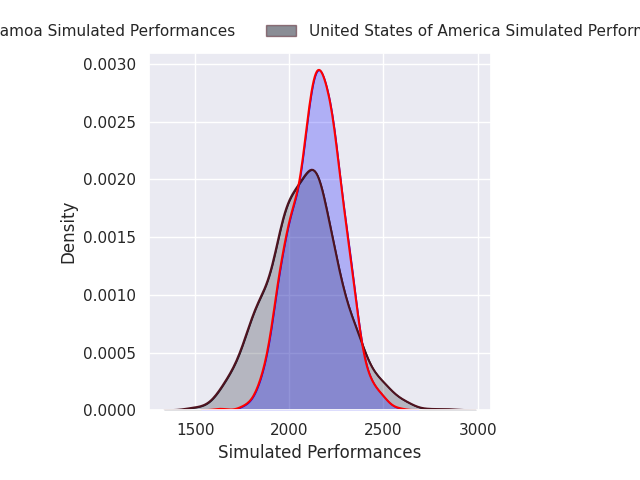 amoa Simulated Performances United States of America Simulated Perforr
0.0030
0.0025
0.0020
0.0015
0.0010
0.0005
0.0000
Density
1500 2000 2500 3000
Simulated Performances